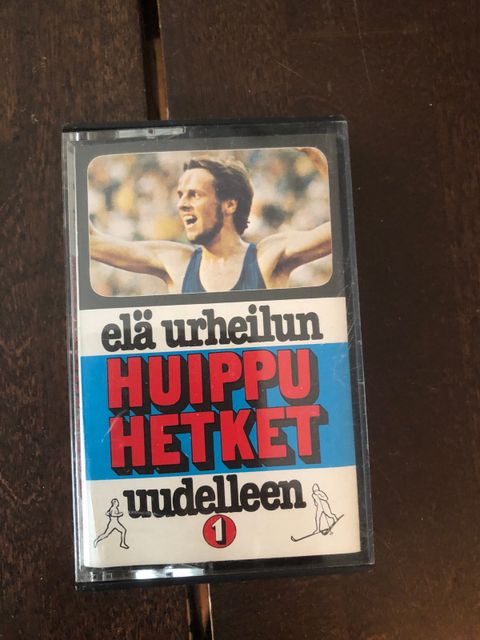 elä urheilun
HUIPPU
HETKET
uudelleen
1